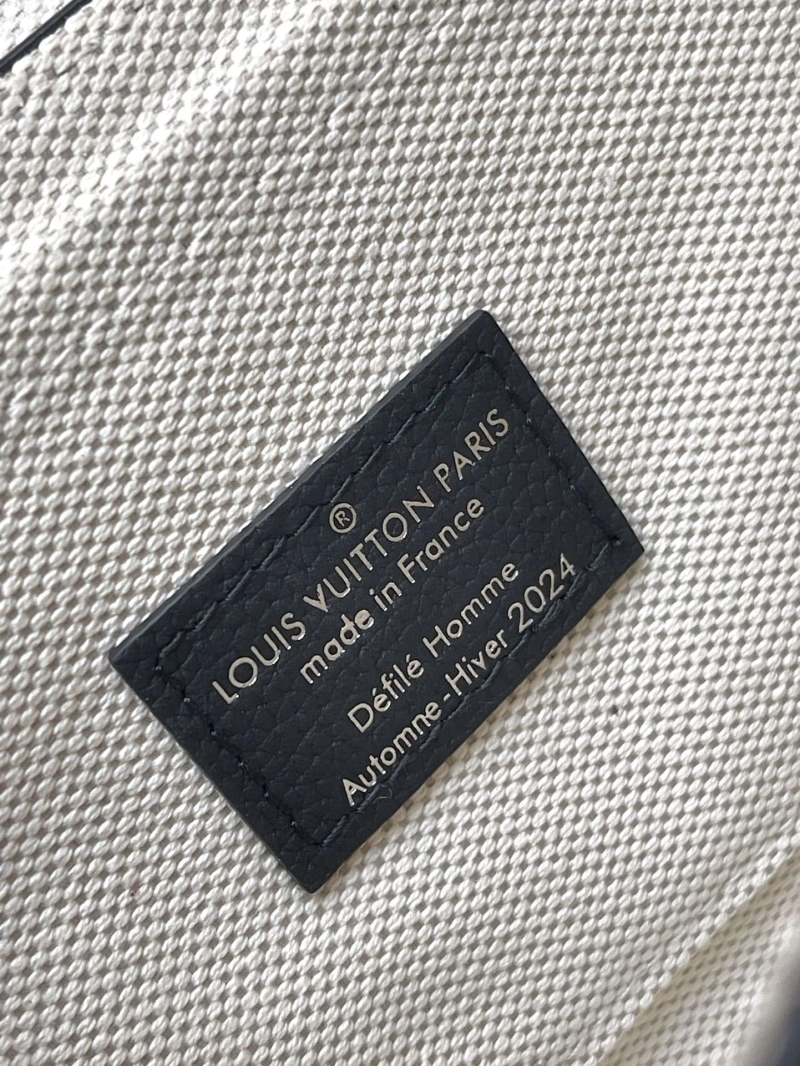 ®
LOUIS VUITTON PARIS
made in France
Défilé Homme
Automne-Hiver 2024